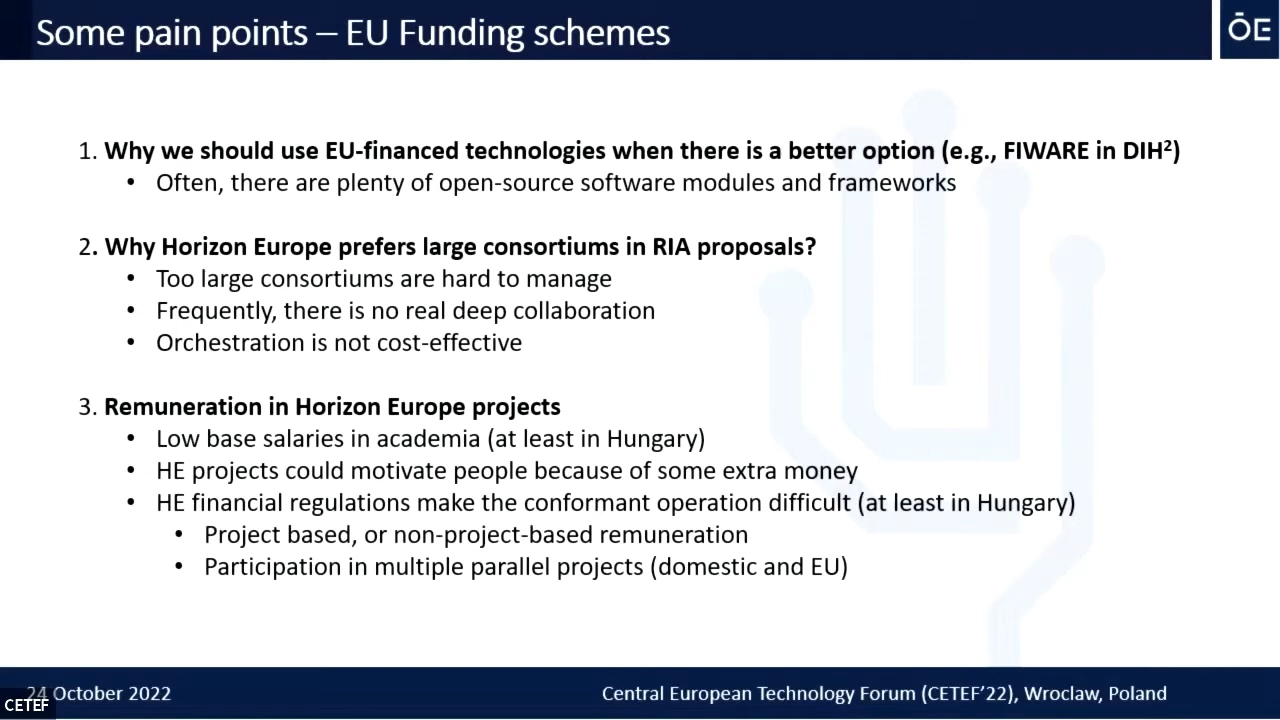 Some pain points – EU Funding schemes
ŌE
1. Why we should use EU-financed technologies when there is a better option (e.g., FIWARE in DIH²)
• Often, there are plenty of open-source software modules and frameworks
2. Why Horizon Europe prefers large consortiums in RIA proposals?
• Too large consortiums are hard to manage
• Frequently, there is no real deep collaboration
• Orchestration is not cost-effective
3. Remuneration in Horizon Europe projects
• Low base salaries in academia (at least in Hungary)
• HE projects could motivate people because of some extra money
• HE financial regulations make the conformant operation difficult (at least in Hungary)
• Project based, or non-project-based remuneration
• Participation in multiple parallel projects (domestic and EU)
24 October 2022
Central European Technology Forum (CETEF’22), Wroclaw, Poland
CETEF